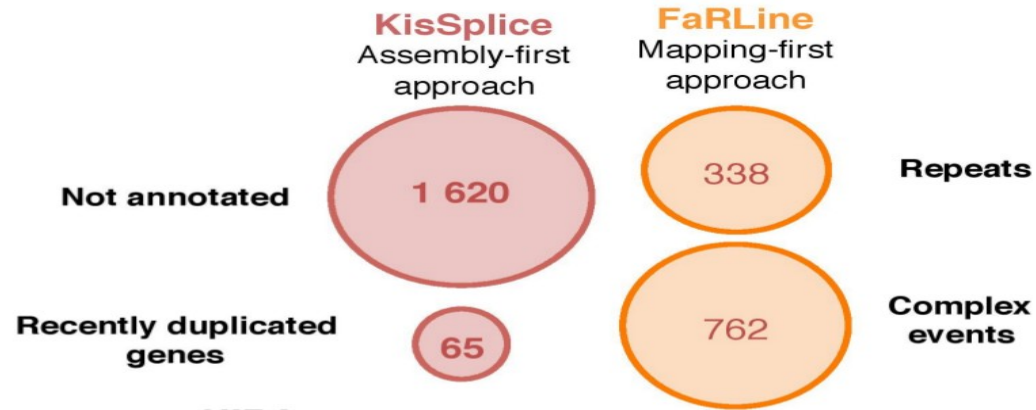 KisSplice
Assembly-first
approach
FaRLine
Mapping-first
approach
Not annotated
1 620
338
Repeats
Recently duplicated
genes
65
762
Complex
events